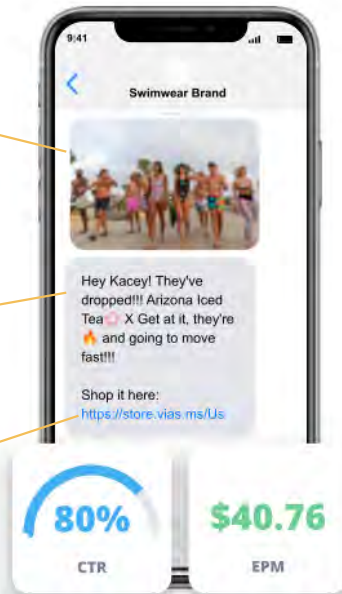 9:41
Swimwear Brand
Hey Kacey! They've
dropped!!! Arizona Iced
Tea🌸 X Get at it, they're
🔥 and going to move
fast!!!
Shop it here:
https://store.vias.ms/Us
80%
CTR
$40.76
EPM